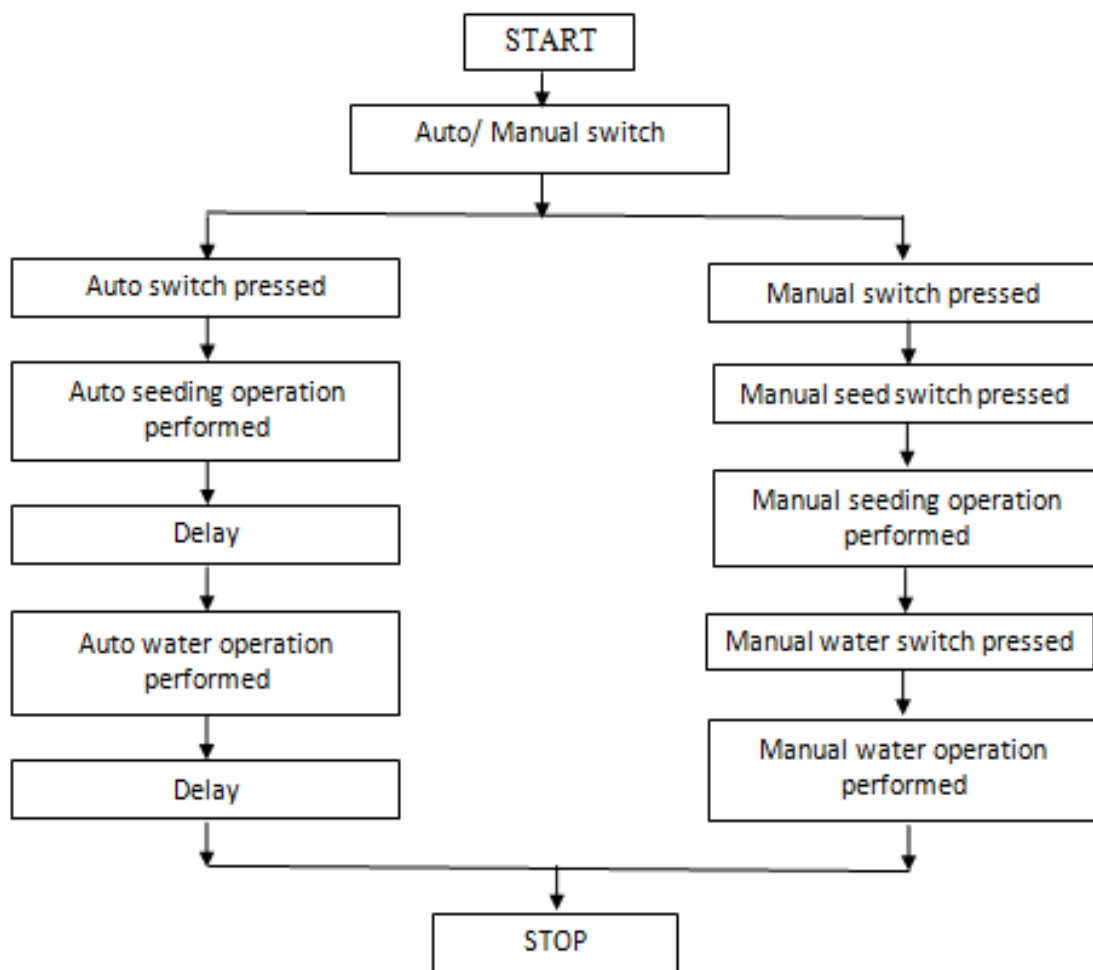 START
Auto/ Manual switch
Auto switch pressed
Auto seeding operation
performed
Delay
Auto water operation
performed
Delay
Manual switch pressed
Manual seed switch pressed
Manual seeding operation
performed
Manual water switch pressed
Manual water operation
performed
STOP